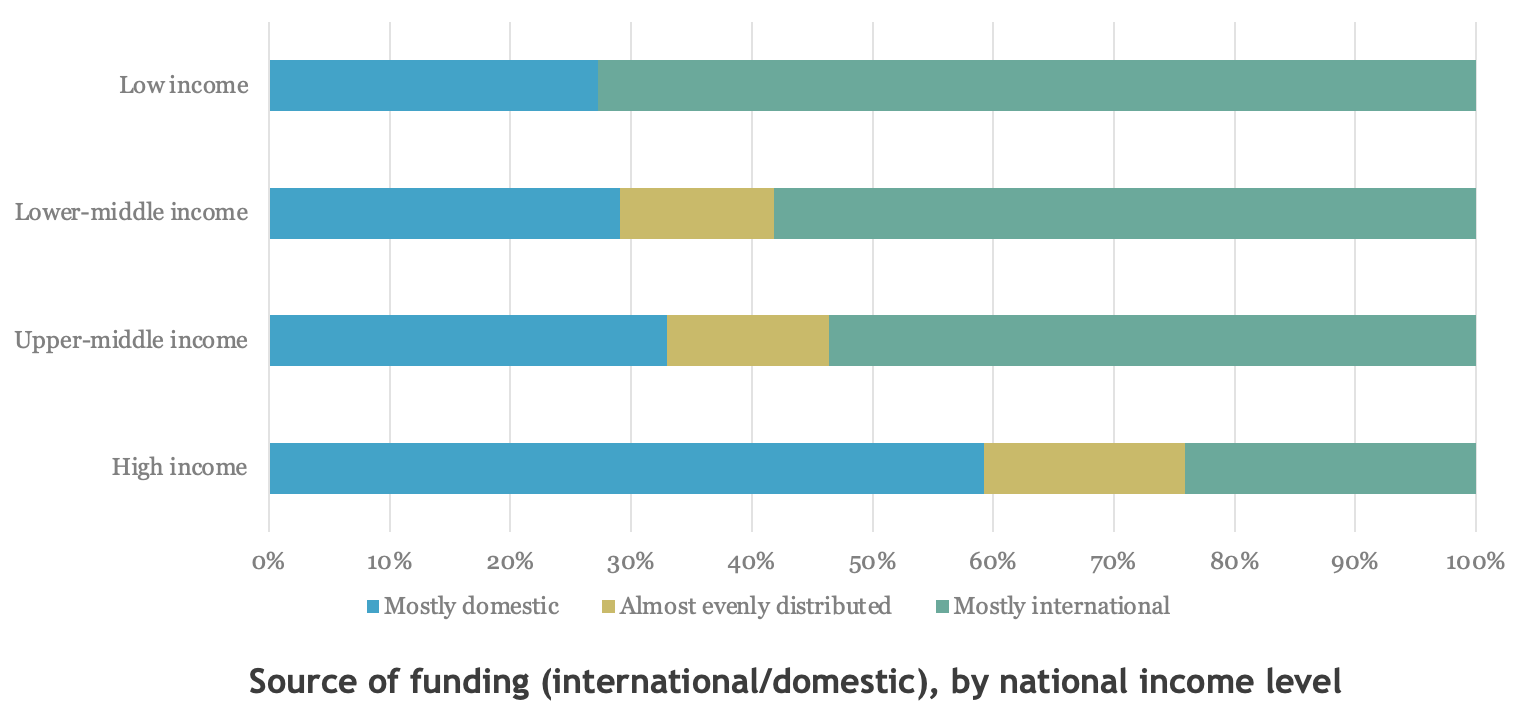 Low income
Lower-middle income
Upper-middle income
High income
0% 10% 20% 30% 40% 50% 60% 70% 80% 90% 100%
Mostly domestic Almost evenly distributed Mostly international
Source of funding (international/domestic), by national income level